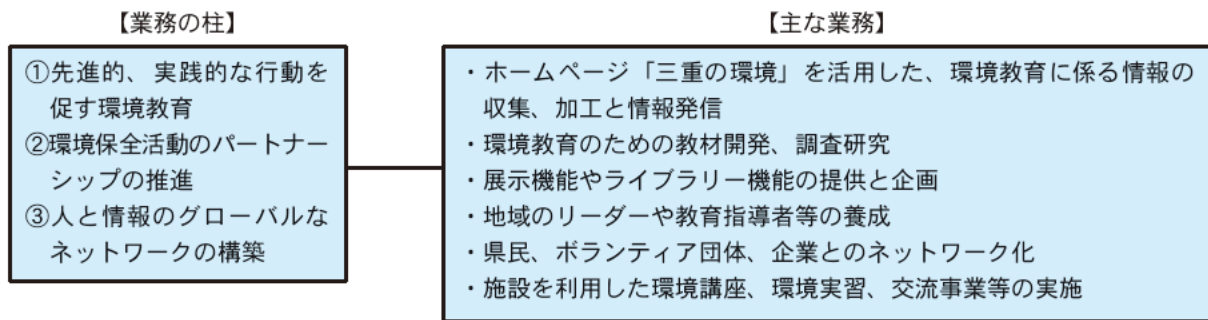 【業務の柱】
①先進的、実践的な行動を
促す環境教育
②環境保全活動のパートナー
シップの推進
③人と情報のグローバルな
ネットワークの構築
【主な業務】
・ホームページ「三重の環境」を活用した、環境教育に係る情報の
収集、加工と情報発信
・環境教育のための教材開発、調査研究
・展示機能やライブラリー機能の提供と企画
・地域のリーダーや教育指導者等の養成
・県民、ボランティア団体、企業とのネットワーク化
・施設を利用した環境講座、環境実習、交流事業等の実施